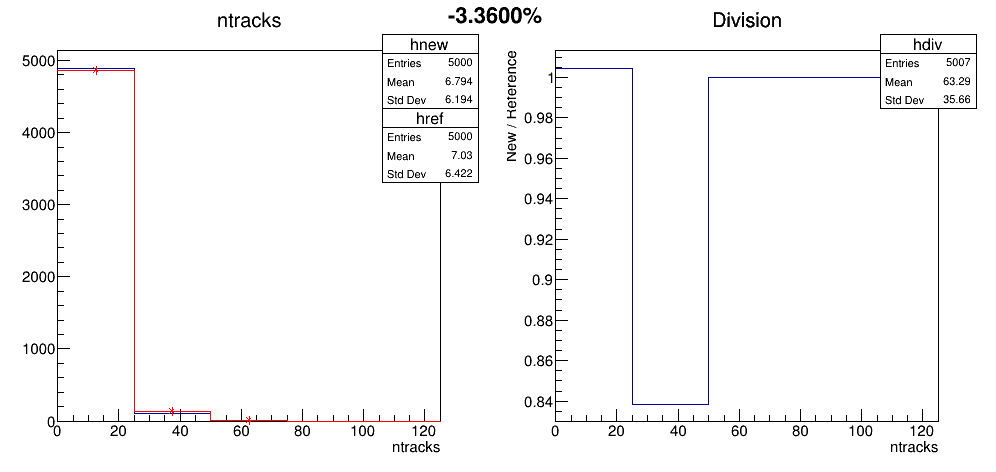 -3.3600%
ntracks
hnew
Entries 5000
Mean 6.794
Std Dev 6.194
href
Entries 5000
Mean 7.03
Std Dev 6.422
5000
4000
3000
2000
1000
0
0 20 40 60 80 100 120
ntracks
Division
hdiv
Entries 5007
Mean 63.29
Std Dev 35.66
New / Reference
1
0.98
0.96
0.94
0.92
0.9
0.88
0.86
0.84
0 20 40 60 80 100 120
ntracks